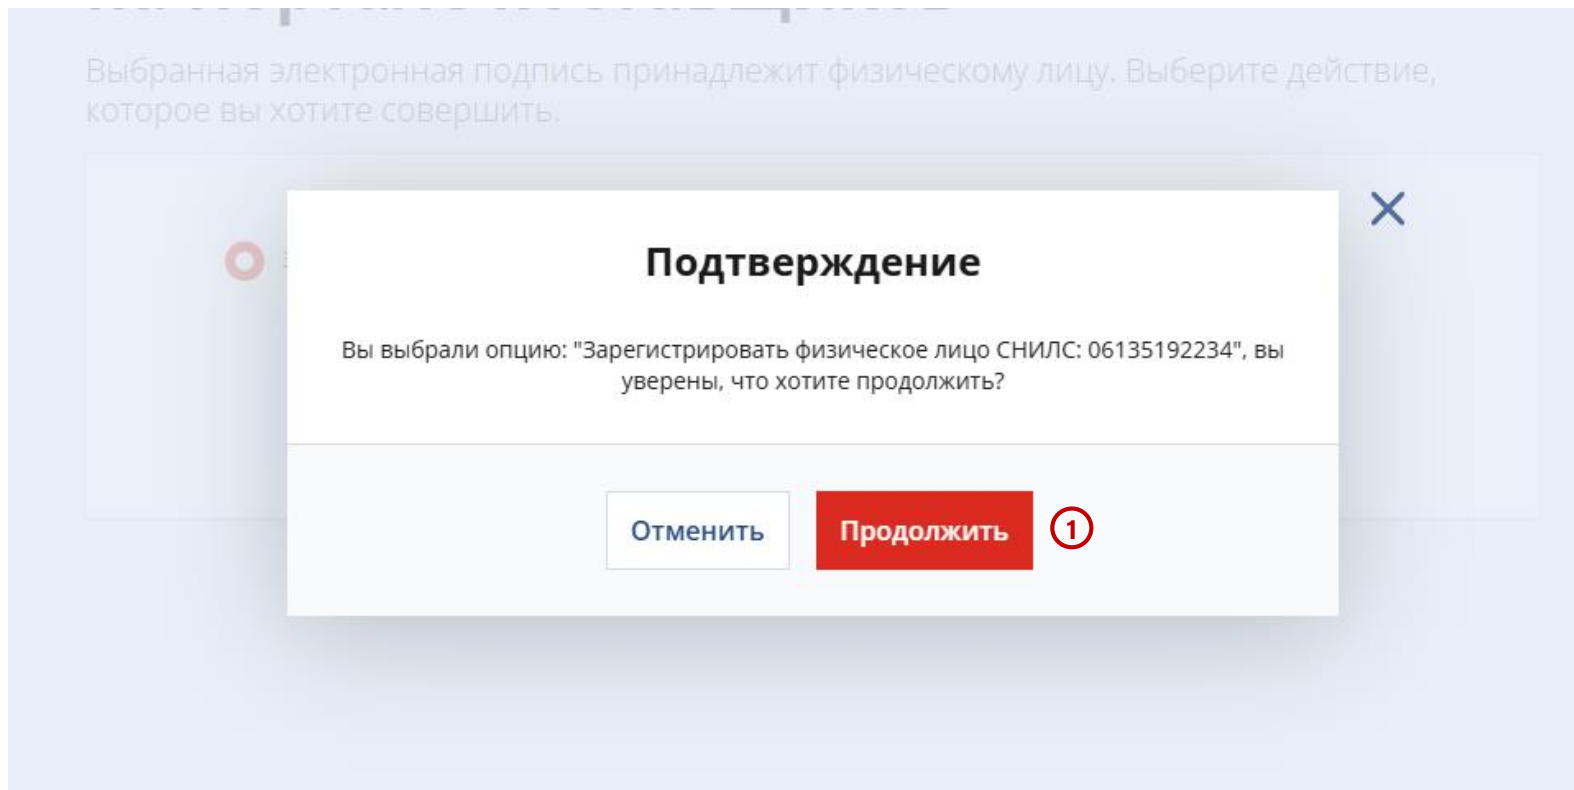 Выбранная электронная подпись принадлежит физическому лицу. Выберите действие,
которое вы хотите совершить.
Подтверждение
Вы выбрали опцию: "Зарегистрировать физическое лицо СНИЛС: 06135192234", вы
уверены, что хотите продолжить?
Отменить Продолжить 1